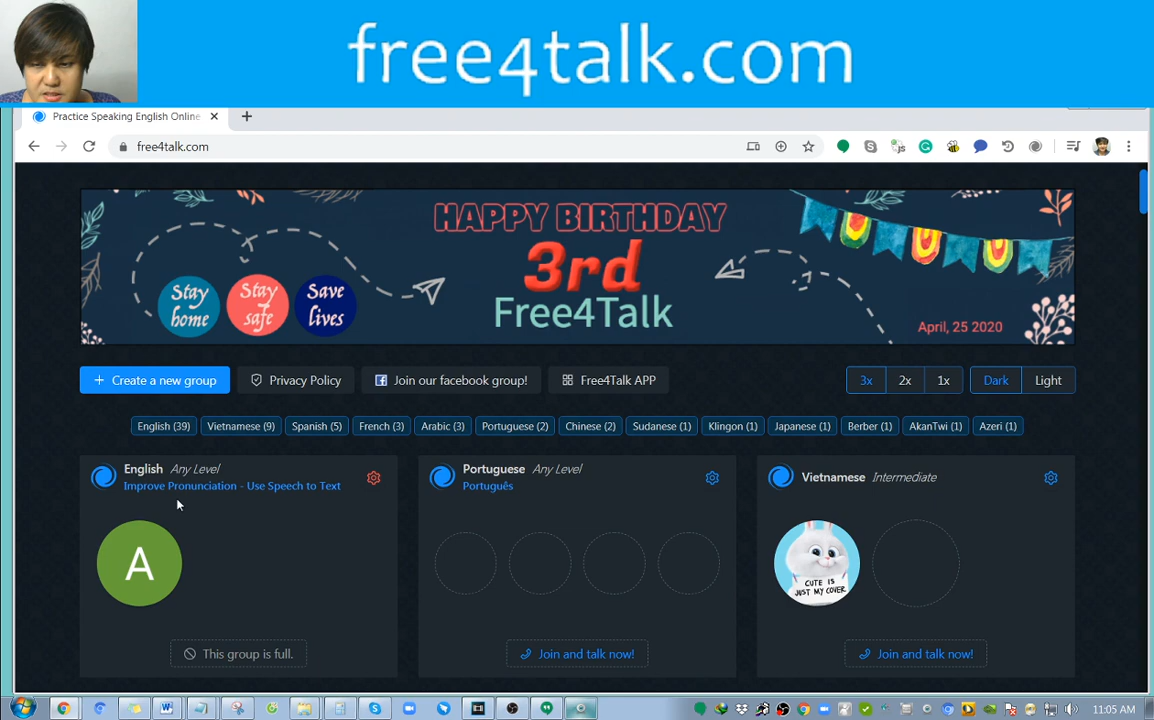 free4talk.com
Practice Speaking English Online
free4talk.com
HAPPY BIRTHDAY
3rd
Free4Talk
Stay home
Stay safe
Save lives
April, 25 2020
+ Create a new group
Privacy Policy
Join our facebook group!
Free4Talk APP
3x
2x
1x
Dark
Light
English (39)
Vietnamese (9)
Spanish (5)
French (3)
Arabic (3)
Portuguese (2)
Chinese (2)
Sudanese (1)
Klingon (1)
Japanese (1)
Berber (1)
AkanTwi (1)
Azeri (1)
English Any Level
Improve Pronunciation - Use Speech to Text
A
This group is full.
Portuguese Any Level
Português
Join and talk now!
Vietnamese Intermediate
CUTE IS
JUST MY COVER
Join and talk now!
11:05 AM